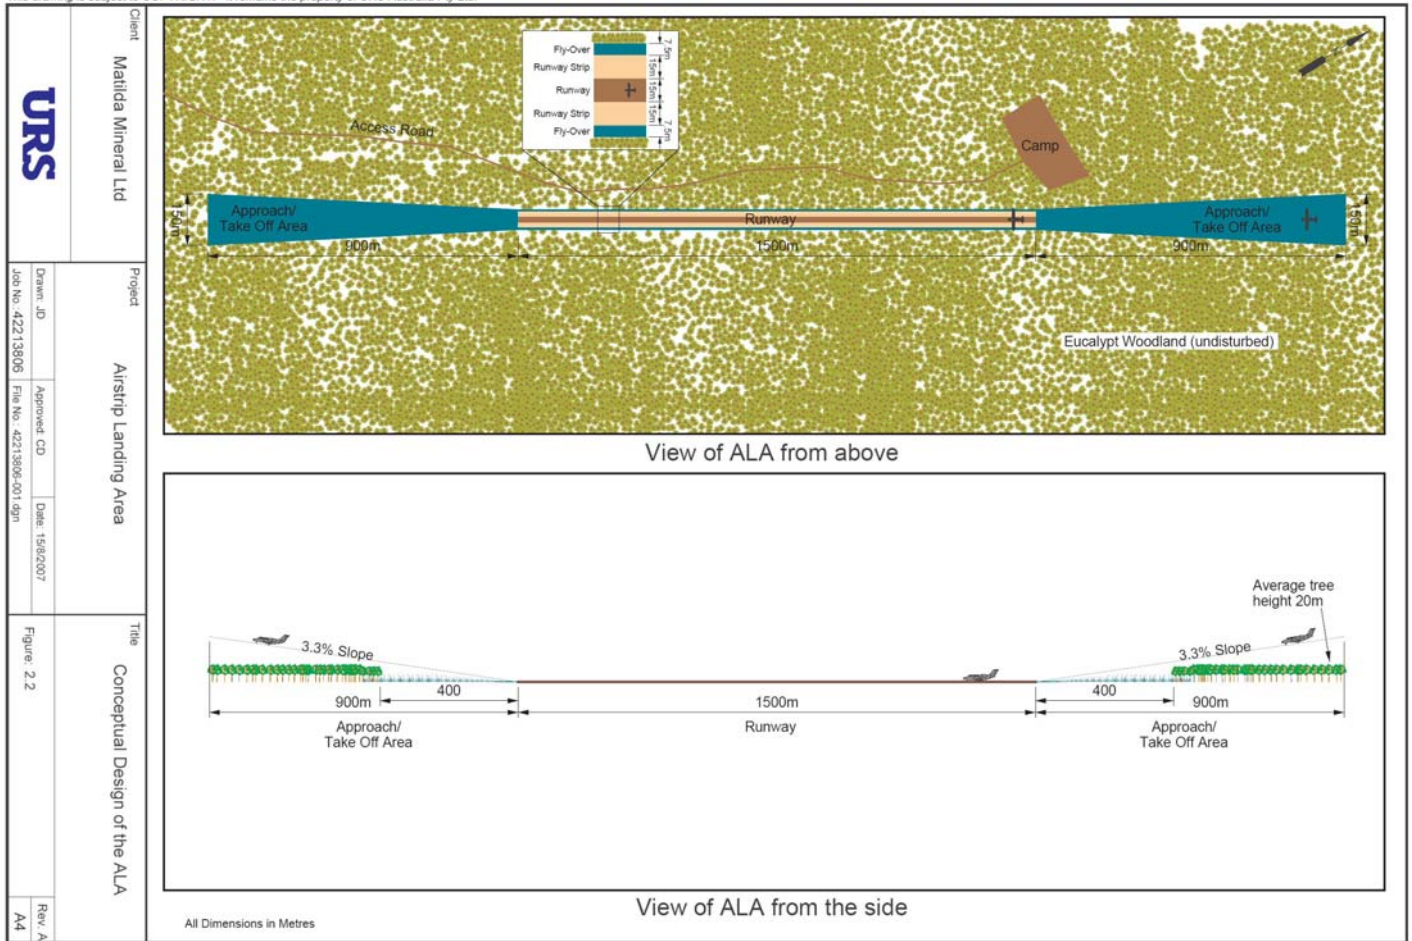 Client
Matilda Mineral Ltd
URS
Project
Airstrip Landing Area
Drawn: JD
Approved: CD
Date: 15/8/2007
Job No.: 42213806
File No.: 42213806-001.dgn
Title
Conceptual Design of the ALA
Figure: 2.2
Rev. A
A4
Fly-Over
Runway Strip
Runway
Runway Strip
Fly-Over
7.5m
15m
15m
15m
7.5m
Access Road
Camp
150m
Approach/
Take Off Area
900m
Runway
1500m
Approach/
Take Off Area
900m
150m
Eucalypt Woodland (undisturbed)
View of ALA from above
Average tree
height 20m
3.3% Slope
3.3% Slope
400
900m
1500m
400
900m
Approach/
Take Off Area
Runway
Approach/
Take Off Area
View of ALA from the side
All Dimensions in Metres